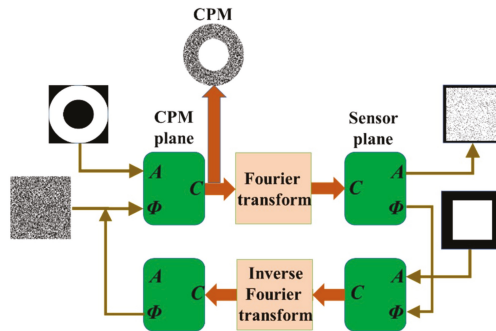 CPM
CPM
plane
Sensor
plane
A
C
Φ
Fourier
transform
C
A
Φ
A
C
Φ
Inverse
Fourier
transform
C
A
Φ